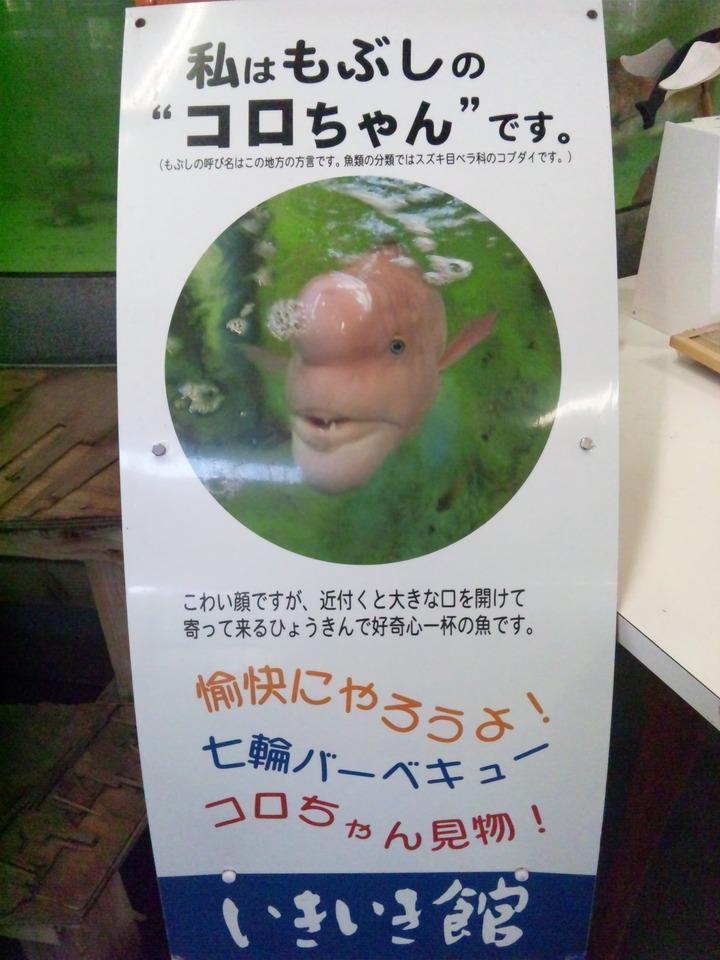 私はもぶしの
“コロちゃん”です。
（もぶしの呼び名はこの地方の方言です。魚類の分類ではスズキ目ベラ科のコブダイです。）
こわい顔ですが、近付くと大きな口を開けて
寄って来るひょうきんで好奇心一杯の魚です。
愉快にやろうよ！
七輪バーベキュー
コロちゃん見物！
いきいき館